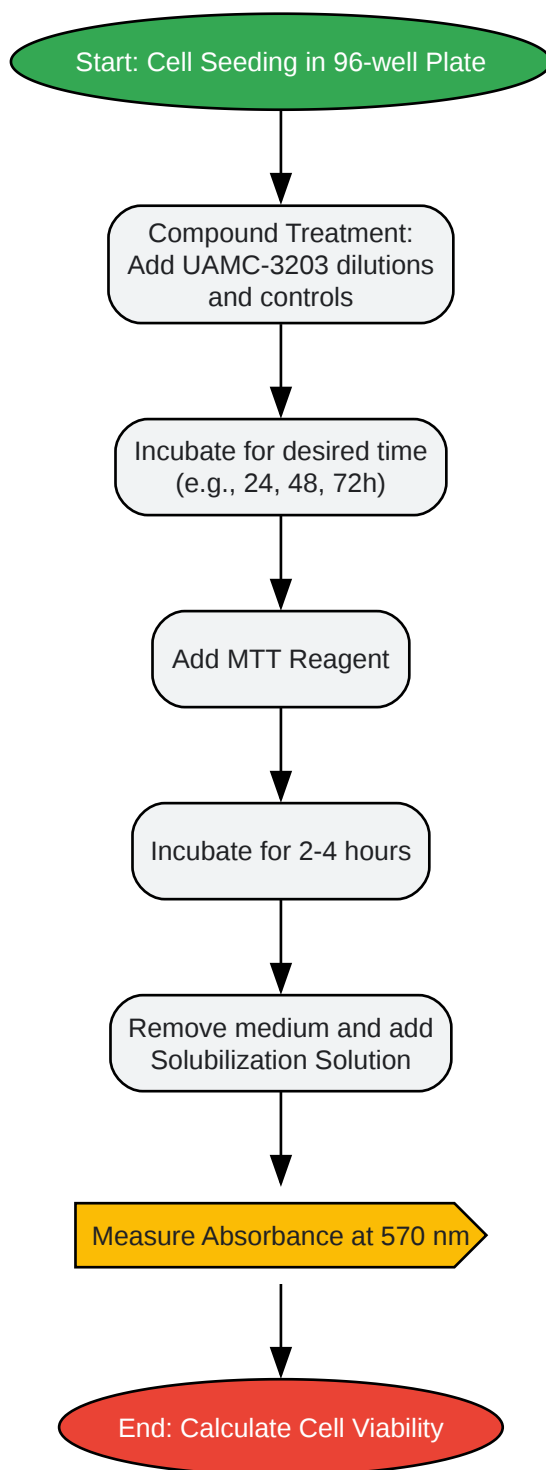 Start: Cell Seeding in 96-well Plate
Compound Treatment:
Add UAMC-3203 dilutions
and controls
Incubate for desired time
(e.g., 24, 48, 72h)
Add MTT Reagent
Incubate for 2-4 hours
Remove medium and add
Solubilization Solution
Measure Absorbance at 570 nm
End: Calculate Cell Viability